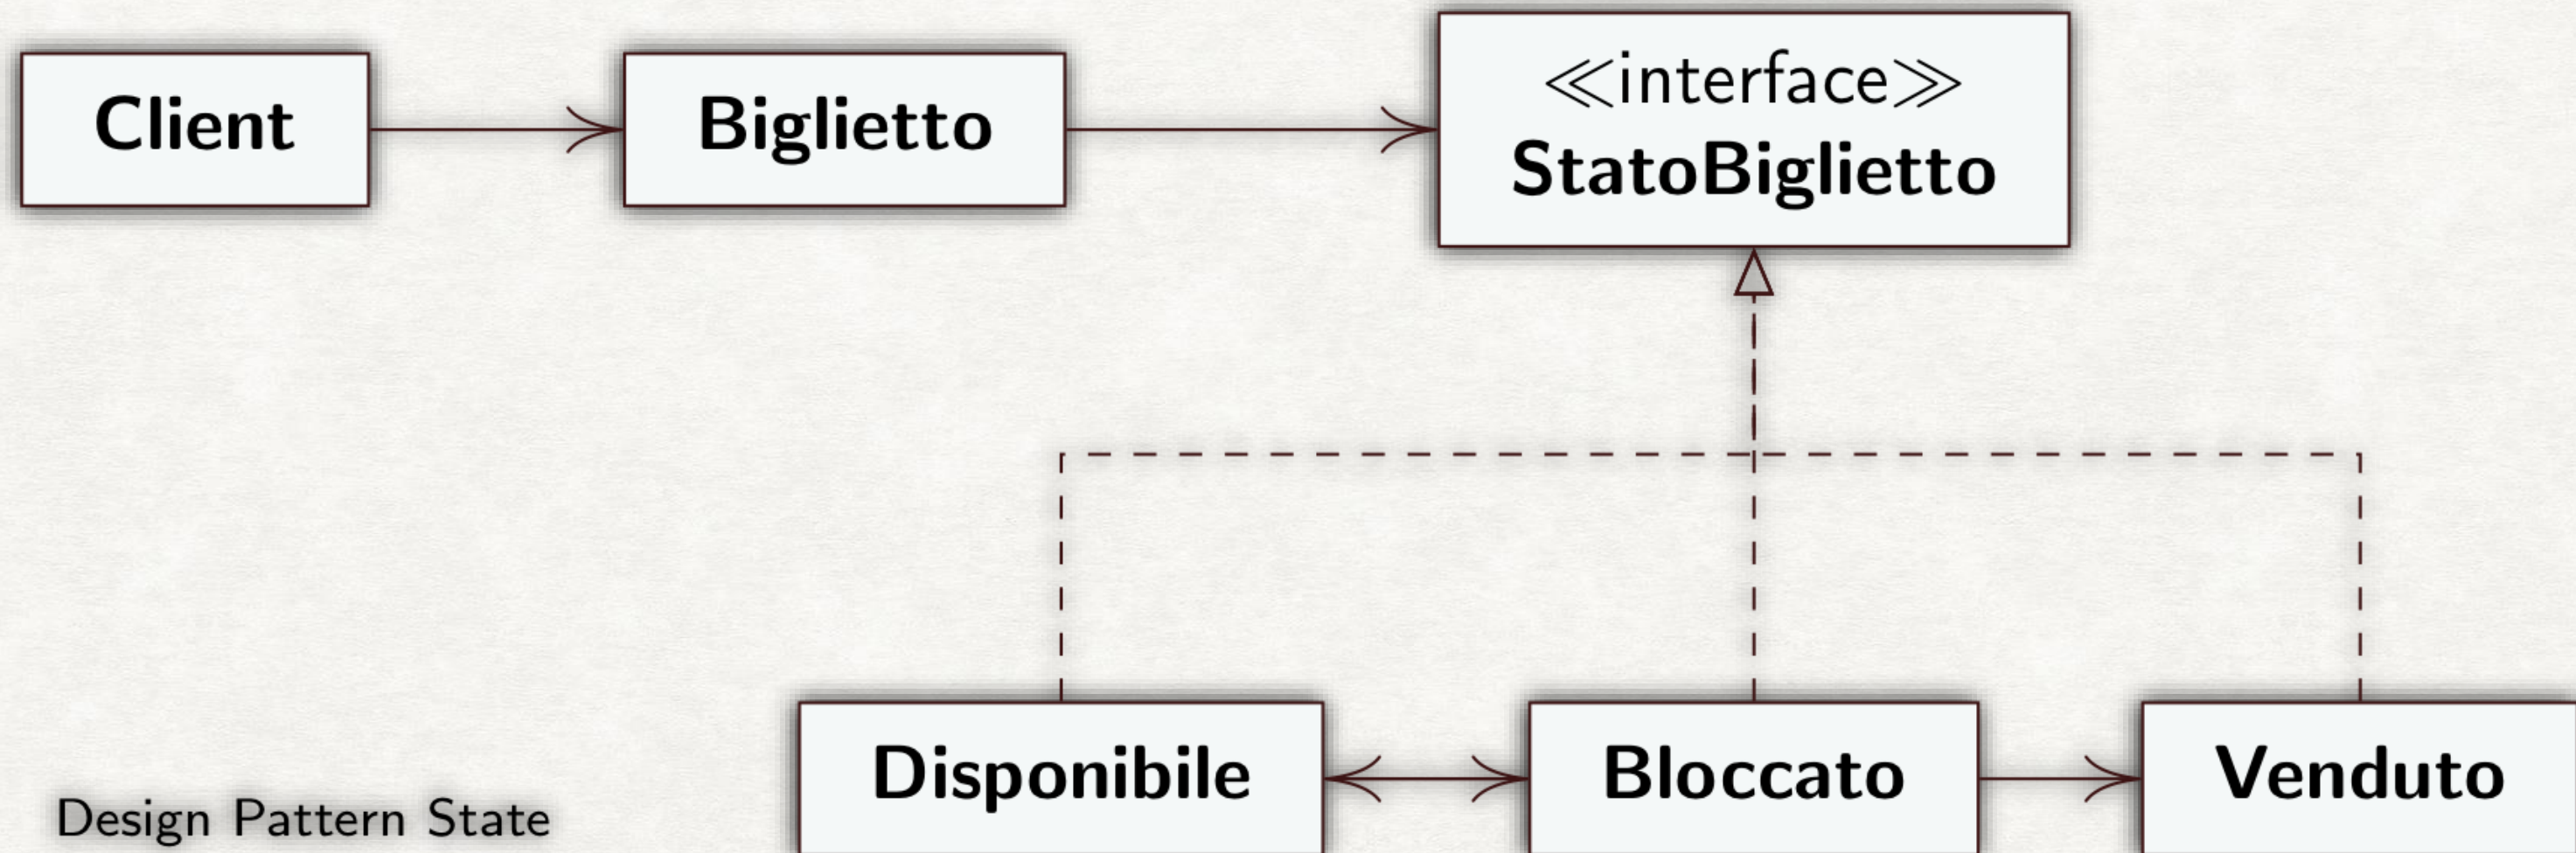 Client
Biglietto
≪interface≫
StatoBiglietto
Disponibile
Bloccato
Venduto
Design Pattern State